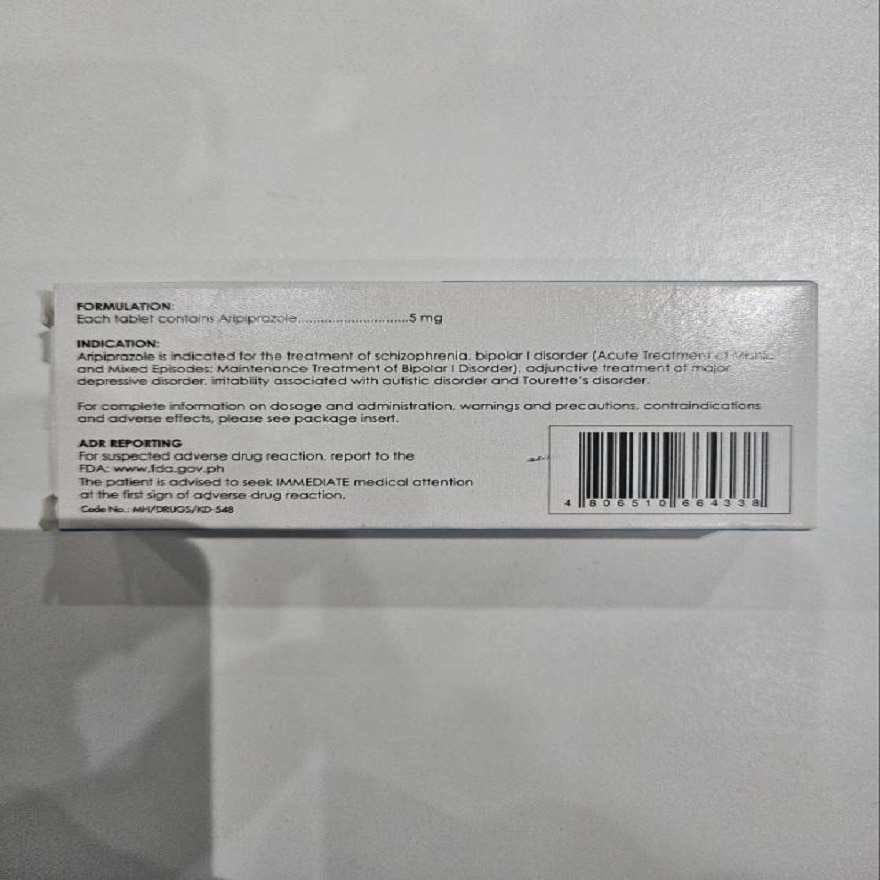 FORMULATION:
Each tablet contains Aripiprazole..............................5 mg
INDICATION:
Aripiprazole is indicated for the treatment of schizophrenia, bipolar I disorder (Acute Treatment of Manic
and Mixed Episodes; Maintenance Treatment of Bipolar I Disorder), adjunctive treatment of major
depressive disorder, irritability associated with autistic disorder and Tourette's disorder.
For complete information on dosage and administration, warnings and precautions, contraindications
and adverse effects, please see package insert.
ADR REPORTING
For suspected adverse drug reaction, report to the
FDA: www.fda.gov.ph
The patient is advised to seek IMMEDIATE medical attention
at the first sign of adverse drug reaction.
Code No.: MH/DRUGS/KD-548
4 806510 664338